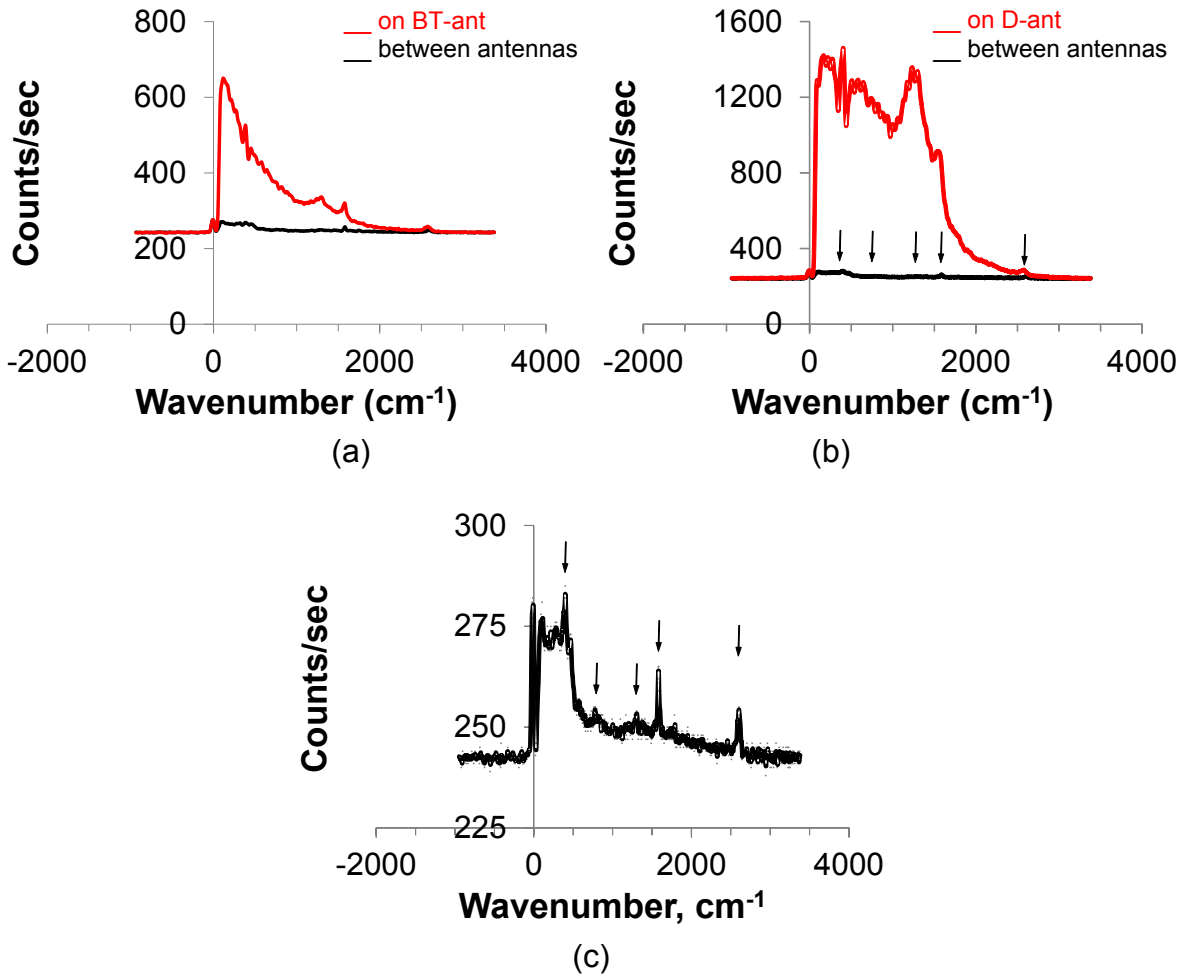 on BT-ant
between antennas
800
600
400
200
0
-2000 0 2000 4000
Counts/sec
Wavenumber (cm-1)
(a)
on D-ant
between antennas
1600
1200
800
400
0
-2000 0 2000 4000
Counts/sec
Wavenumber (cm-1)
(b)
300
275
250
225
-2000 0 2000 4000
Counts/sec
Wavenumber, cm-1
(c)